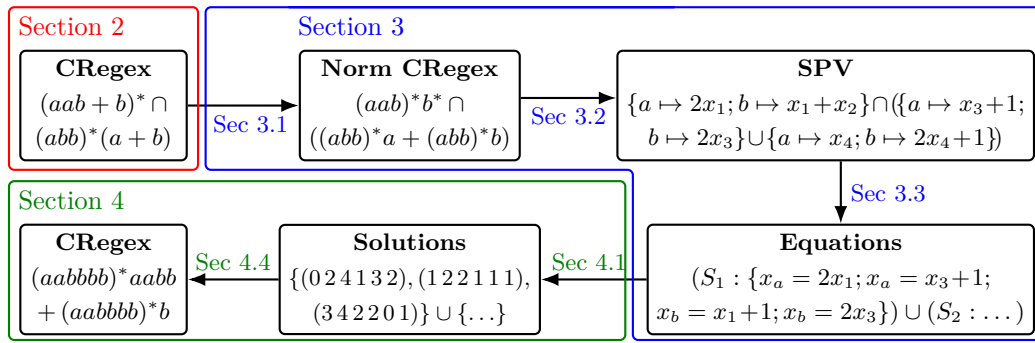 Section 2
CRegex
(aab + b)* ∩
(abb)*(a + b)
Section 3
Sec 3.1
Norm CRegex
(aab)*b* ∩
((abb)*a + (abb)*b)
Sec 3.2
SPV
{a ↦ 2x₁; b ↦ x₁+x₂}∩({a ↦ x₃+1;
b ↦ 2x₃}∪{a ↦ x₄; b ↦ 2x₄+1})
Sec 3.3
Section 4
CRegex
(aabbbb)*aabb
+ (aabbbb)*b
Sec 4.4
Solutions
{(0 2 4 1 3 2), (1 2 2 1 1 1),
(3 4 2 2 0 1)} ∪ {...}
Sec 4.1
Equations
(S₁ : {xₐ = 2x₁; xₐ = x₃+1;
x_b = x₁+1; x_b = 2x₃}) ∪ (S₂ : ...)